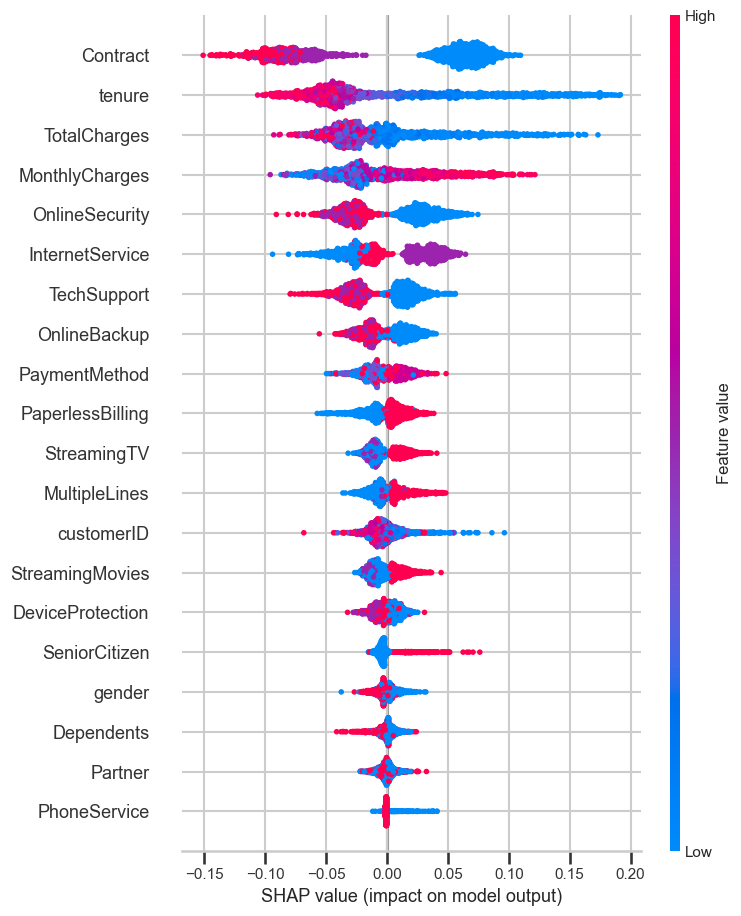 High
Contract
tenure
TotalCharges
MonthlyCharges
OnlineSecurity
InternetService
TechSupport
OnlineBackup
PaymentMethod
PaperlessBilling
StreamingTV
MultipleLines
customerID
StreamingMovies
DeviceProtection
SeniorCitizen
gender
Dependents
Partner
PhoneService
Feature value
Low
−0.15 −0.10 −0.05 0.00 0.05 0.10 0.15 0.20
SHAP value (impact on model output)